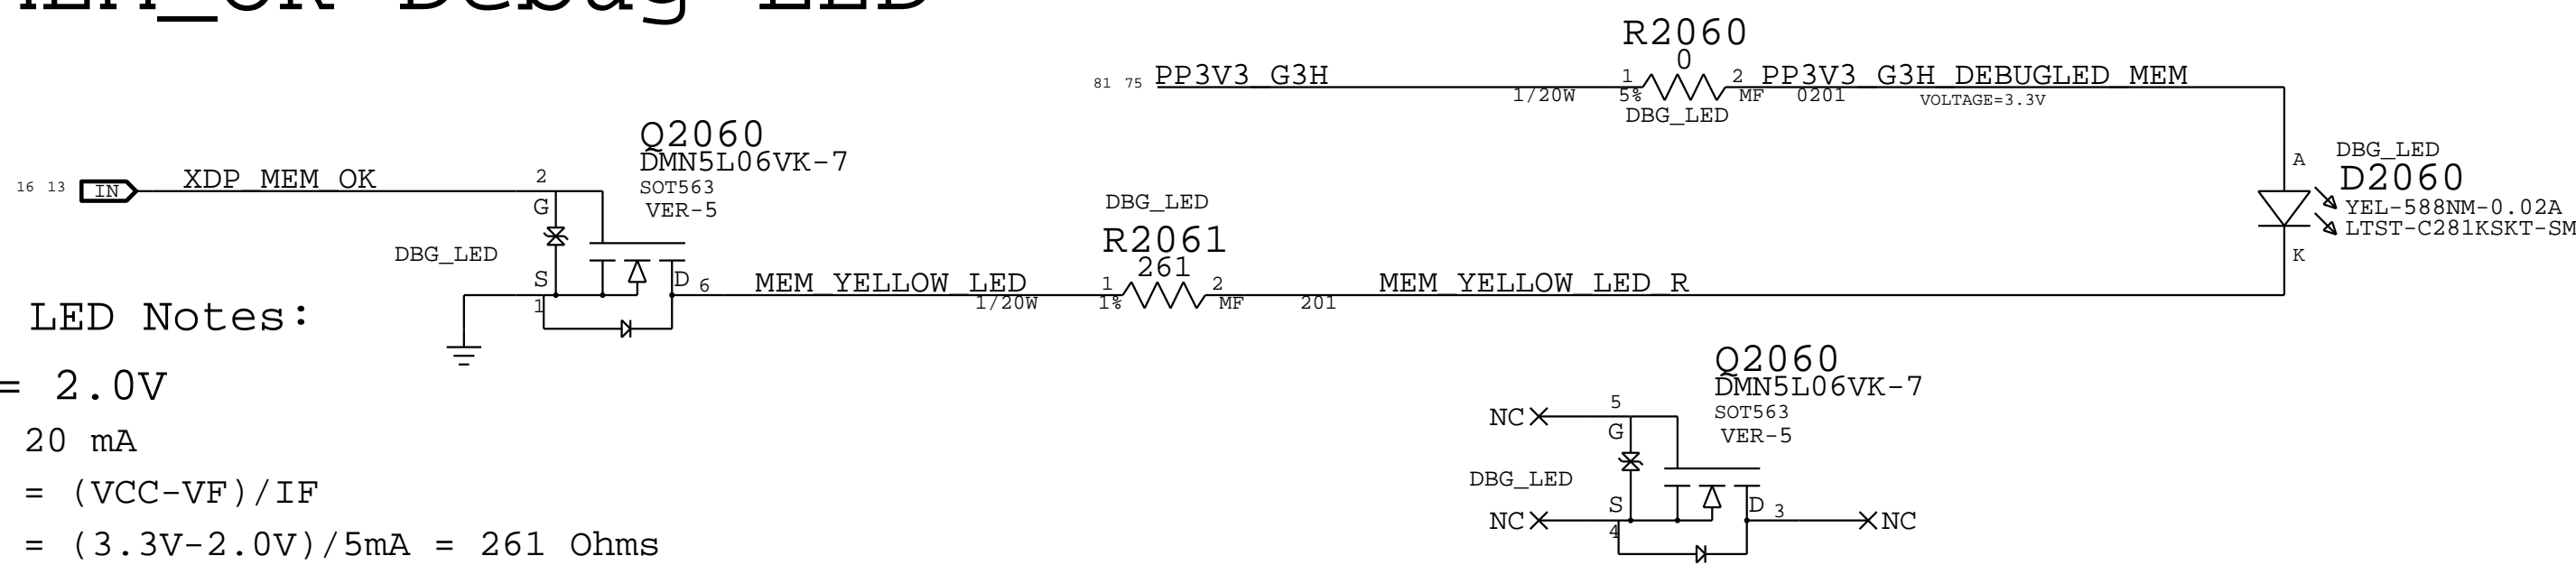 MEM_OK Debug LED
R2060
0
81 75 PP3V3_G3H
1 2
PP3V3_G3H_DEBUGLED_MEM
1/20W 5% MF 0201
VOLTAGE=3.3V
DBG_LED
Q2060
DMN5L06VK-7
SOT563
VER-5
16 13 IN XDP_MEM_OK
2
G
DBG_LED
S
1
D 6
MEM_YELLOW_LED
DBG_LED
R2061
261
1 2
1/20W 1% MF 201
MEM_YELLOW_LED_R
A
DBG_LED
D2060
YEL-588NM-0.02A
LTST-C281KSKT-SM
K
LED Notes:
= 2.0V
20 mA
= (VCC-VF)/IF
= (3.3V-2.0V)/5mA = 261 Ohms
Q2060
DMN5L06VK-7
SOT563
VER-5
NC
5
G
DBG_LED
NC
S
4
D 3
NC